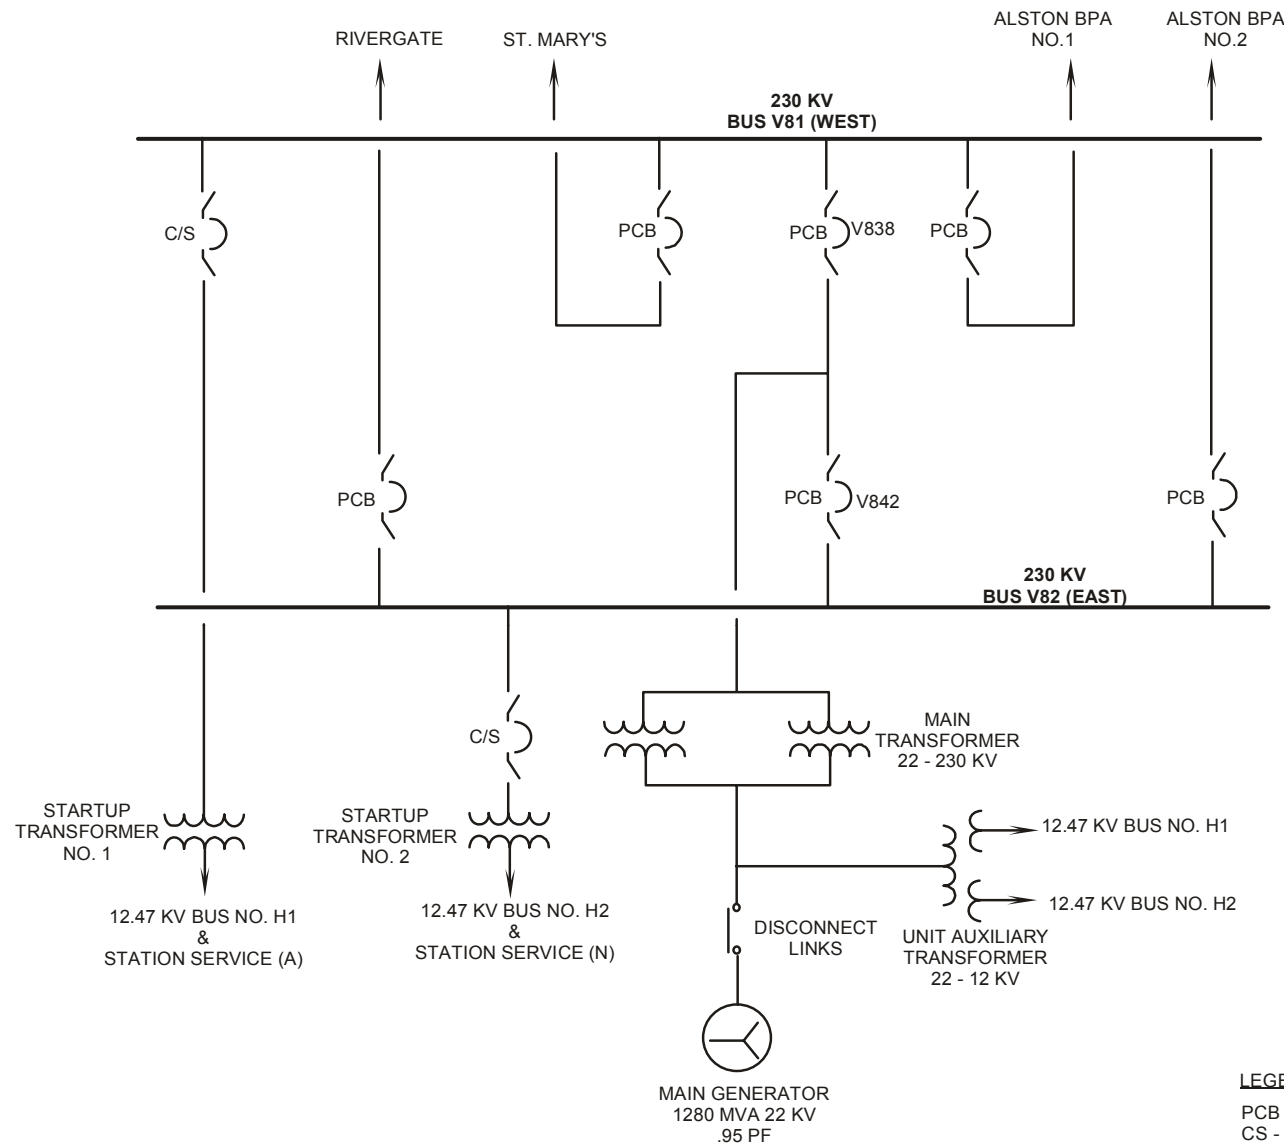 RIVERGATE
ST. MARY'S
ALSTON BPA
NO.1
ALSTON BPA
NO.2
230 KV
BUS V81 (WEST)
C/S
PCB
PCB
V838
PCB
PCB
PCB
V842
PCB
230 KV
BUS V82 (EAST)
C/S
MAIN
TRANSFORMER
22 - 230 KV
STARTUP
TRANSFORMER
NO. 1
STARTUP
TRANSFORMER
NO. 2
12.47 KV BUS NO. H1
12.47 KV BUS NO. H2
12.47 KV BUS NO. H1
&
STATION SERVICE (A)
12.47 KV BUS NO. H2
&
STATION SERVICE (N)
DISCONNECT
LINKS
UNIT AUXILIARY
TRANSFORMER
22 - 12 KV
MAIN GENERATOR
1280 MVA 22 KV
.95 PF
PCB
CS -